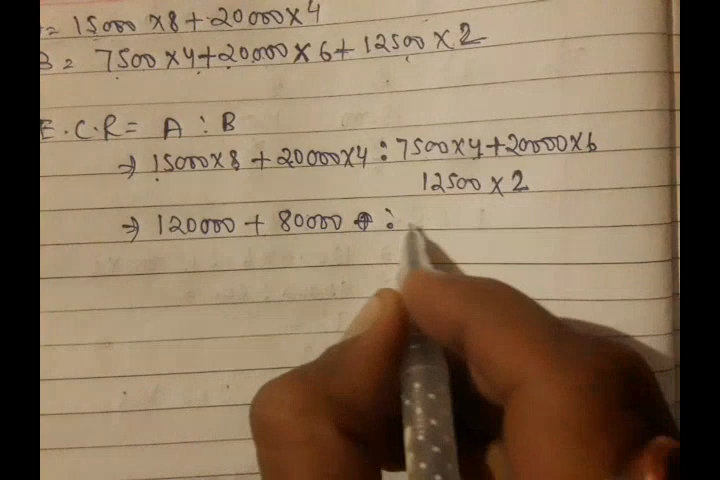 = 15000 x 8 + 20000 x 4
B = 7500 x 4 + 20000 x 6 + 12500 x 2
E.C.R = A : B
→ 15000 x 8 + 20000 x 4 : 7500 x 4 + 20000 x 6
12500 x 2
→ 120000 + 80000 :